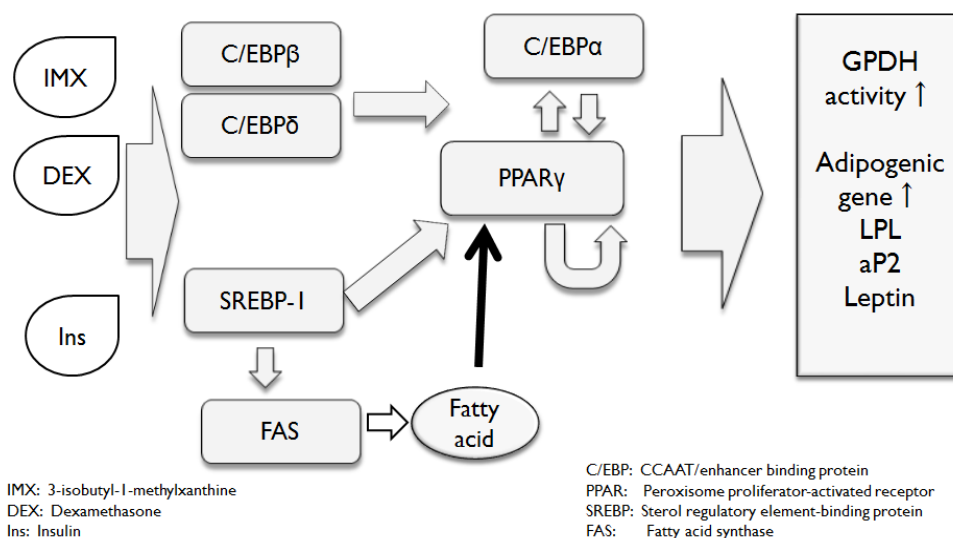 IMX
DEX
Ins
C/EBPβ
C/EBPδ
SREBP-1
FAS
Fatty
acid
C/EBPα
PPARγ
GPDH
activity ↑
Adipogenic
gene ↑
LPL
aP2
Leptin
IMX: 3-isobutyl-1-methylxanthine
DEX: Dexamethasone
Ins: Insulin
C/EBP: CCAAT/enhancer binding protein
PPAR: Peroxisome proliferator-activated receptor
SREBP: Sterol regulatory element-binding protein
FAS: Fatty acid synthase